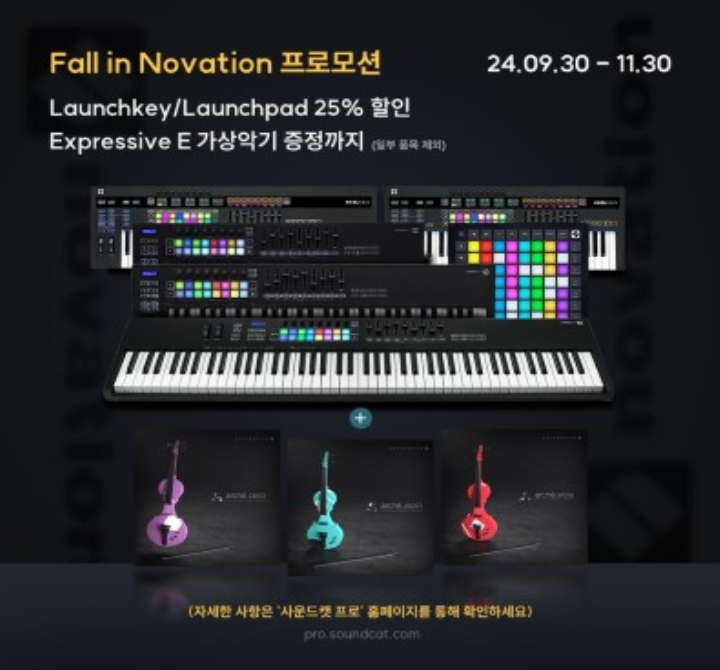 Fall in Novation 프로모션
24.09.30 - 11.30
Launchkey/Launchpad 25% 할인
Expressive E 가상악기 증정까지 (일부 품목 제외)
novation
novation
(자세한 사항은 '사운드캣 프로' 홈페이지를 통해 확인하세요)
pro.soundcat.com